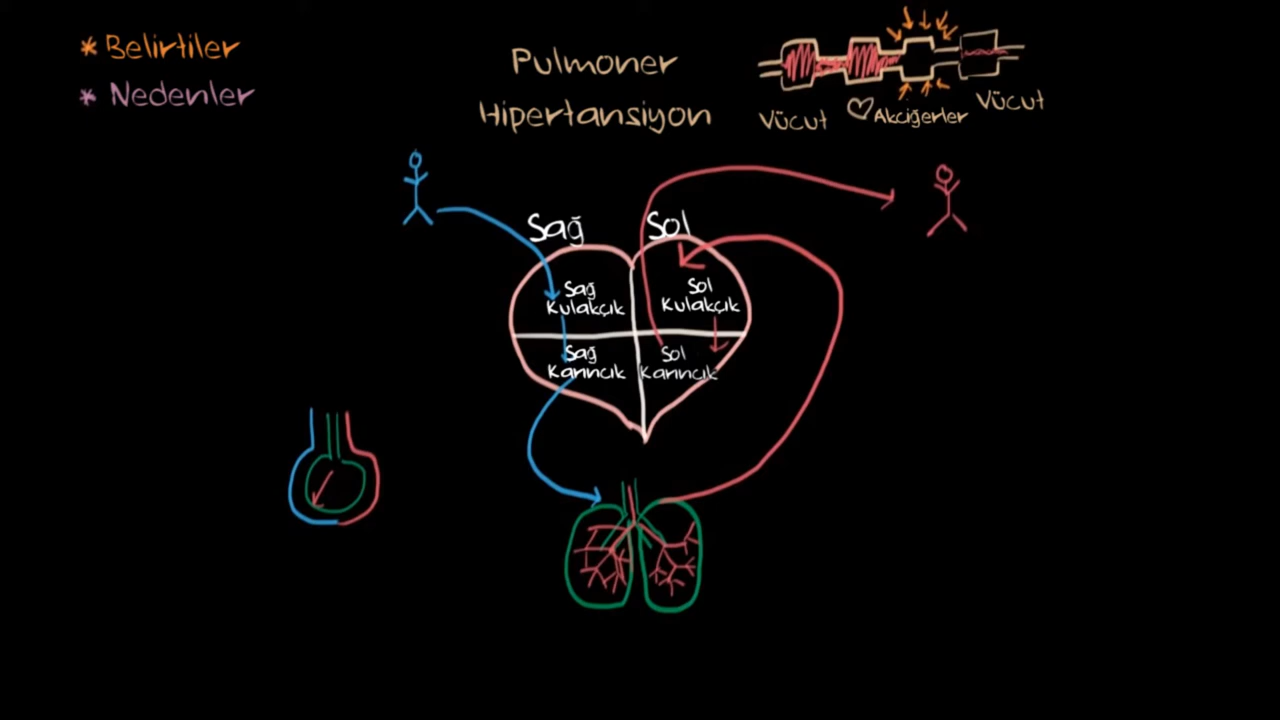 * Belirtiler
* Nedenler
Pulmoner
Hipertansiyon
Vücut
Akciğerler
Vücut
Sağ
Sol
Sağ
Kulakçık
Sol
Kulakçık
Sağ
Karıncık
Sol
Karıncık